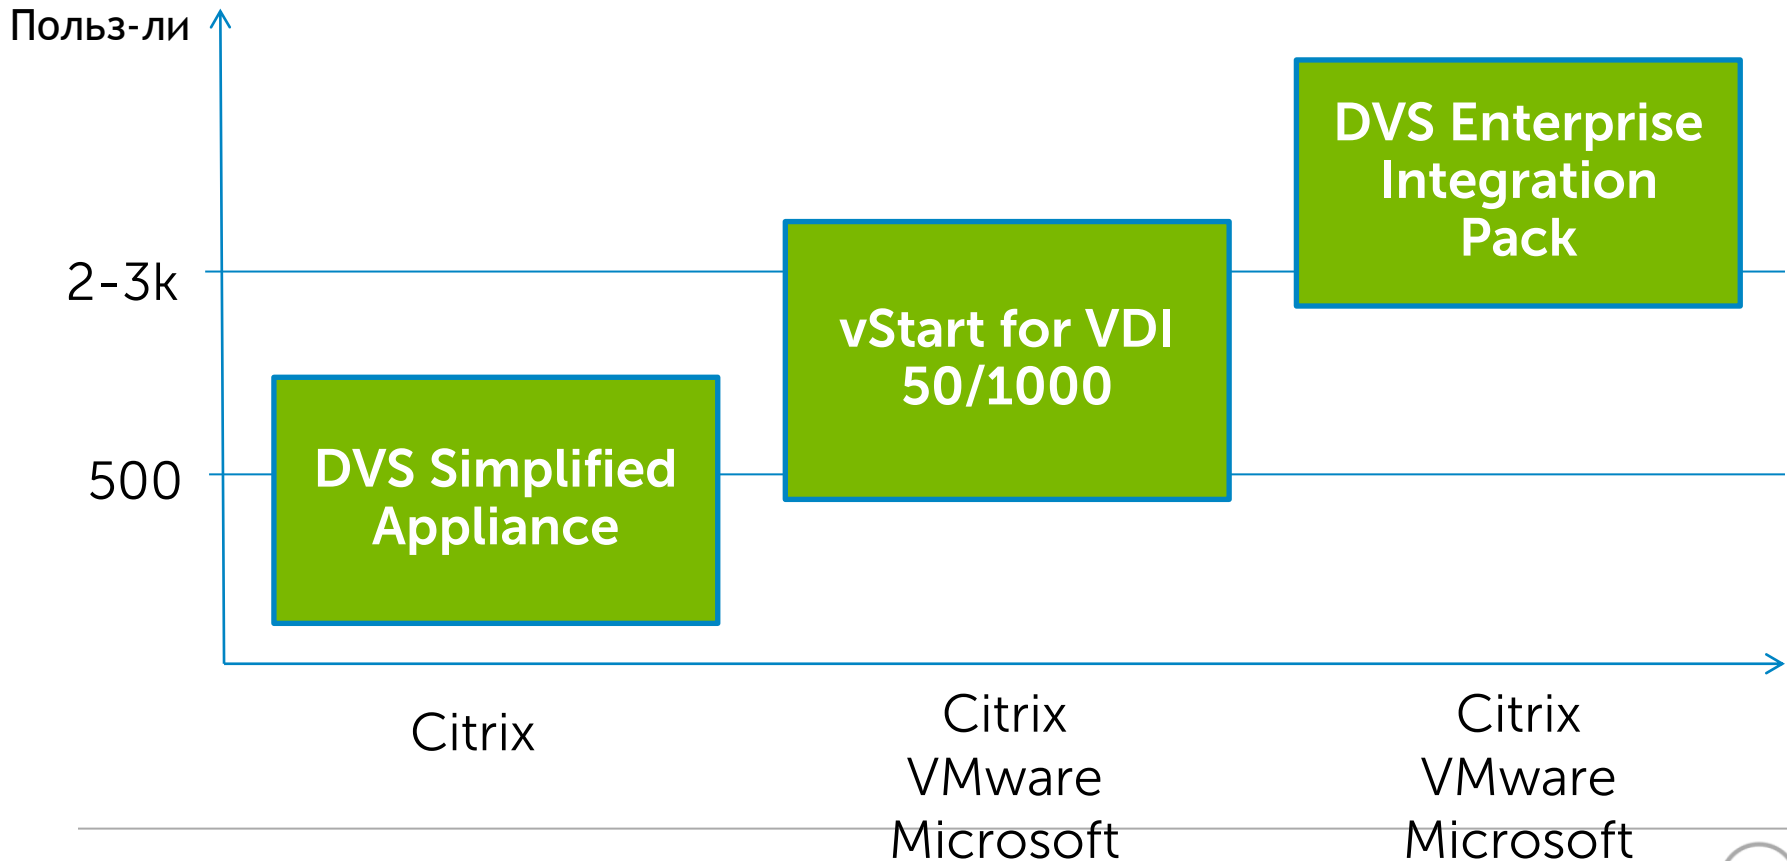 Польз-ли
DVS Enterprise
Integration
Pack
2-3k
vStart for VDI
50/1000
500
DVS Simplified
Appliance
Citrix
Citrix
VMware
Microsoft
Citrix
VMware
Microsoft